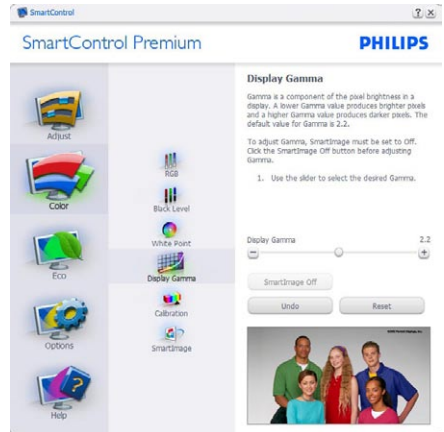 SmartControl
SmartControl Premium
PHILIPS
Adjust
Color
Eco
Options
Help
RGB
Black Level
White Point
Display Gamma
Calibration
SmartImage
Display Gamma
Gamma is a component of the pixel brightness in a
display. A lower Gamma value produces brighter pixels
and a higher Gamma value produces darker pixels. The
default value for Gamma is 2.2.
To adjust Gamma, SmartImage must be set to Off.
Click the SmartImage Off button before adjusting
Gamma.
1. Use the slider to select the desired Gamma.
Display Gamma 2.2
SmartImage Off
Undo Reset